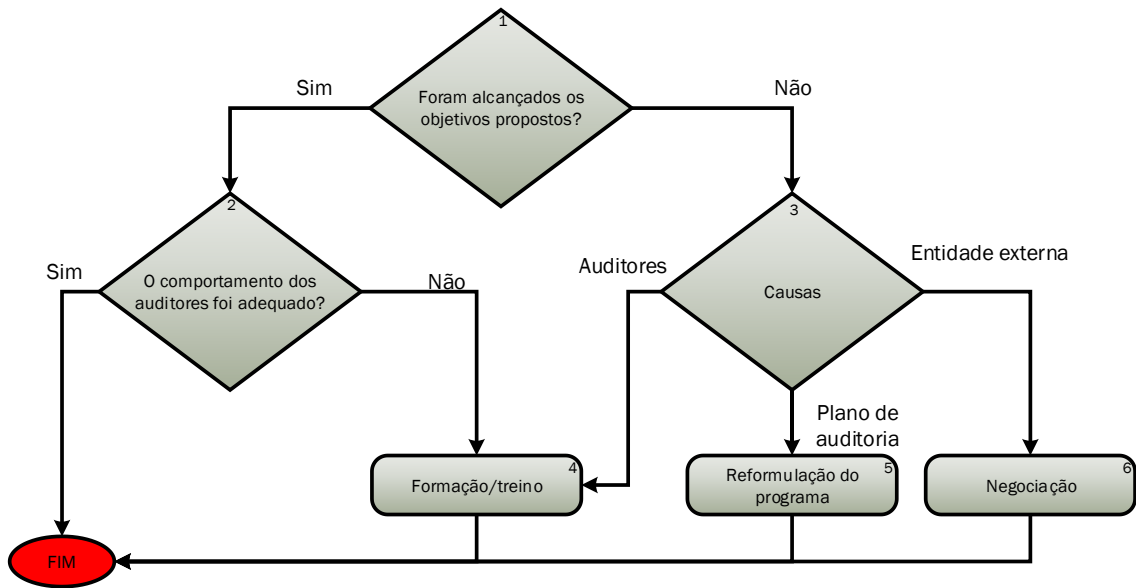 1
Foram alcançados os
objetivos propostos?
Sim
Não
2
O comportamento dos
auditores foi adequado?
Sim
Não
3
Causas
Auditores
Entidade externa
Plano de
auditoria
4
Formação/treino
5
Reformulação do
programa
6
Negociação
FIM